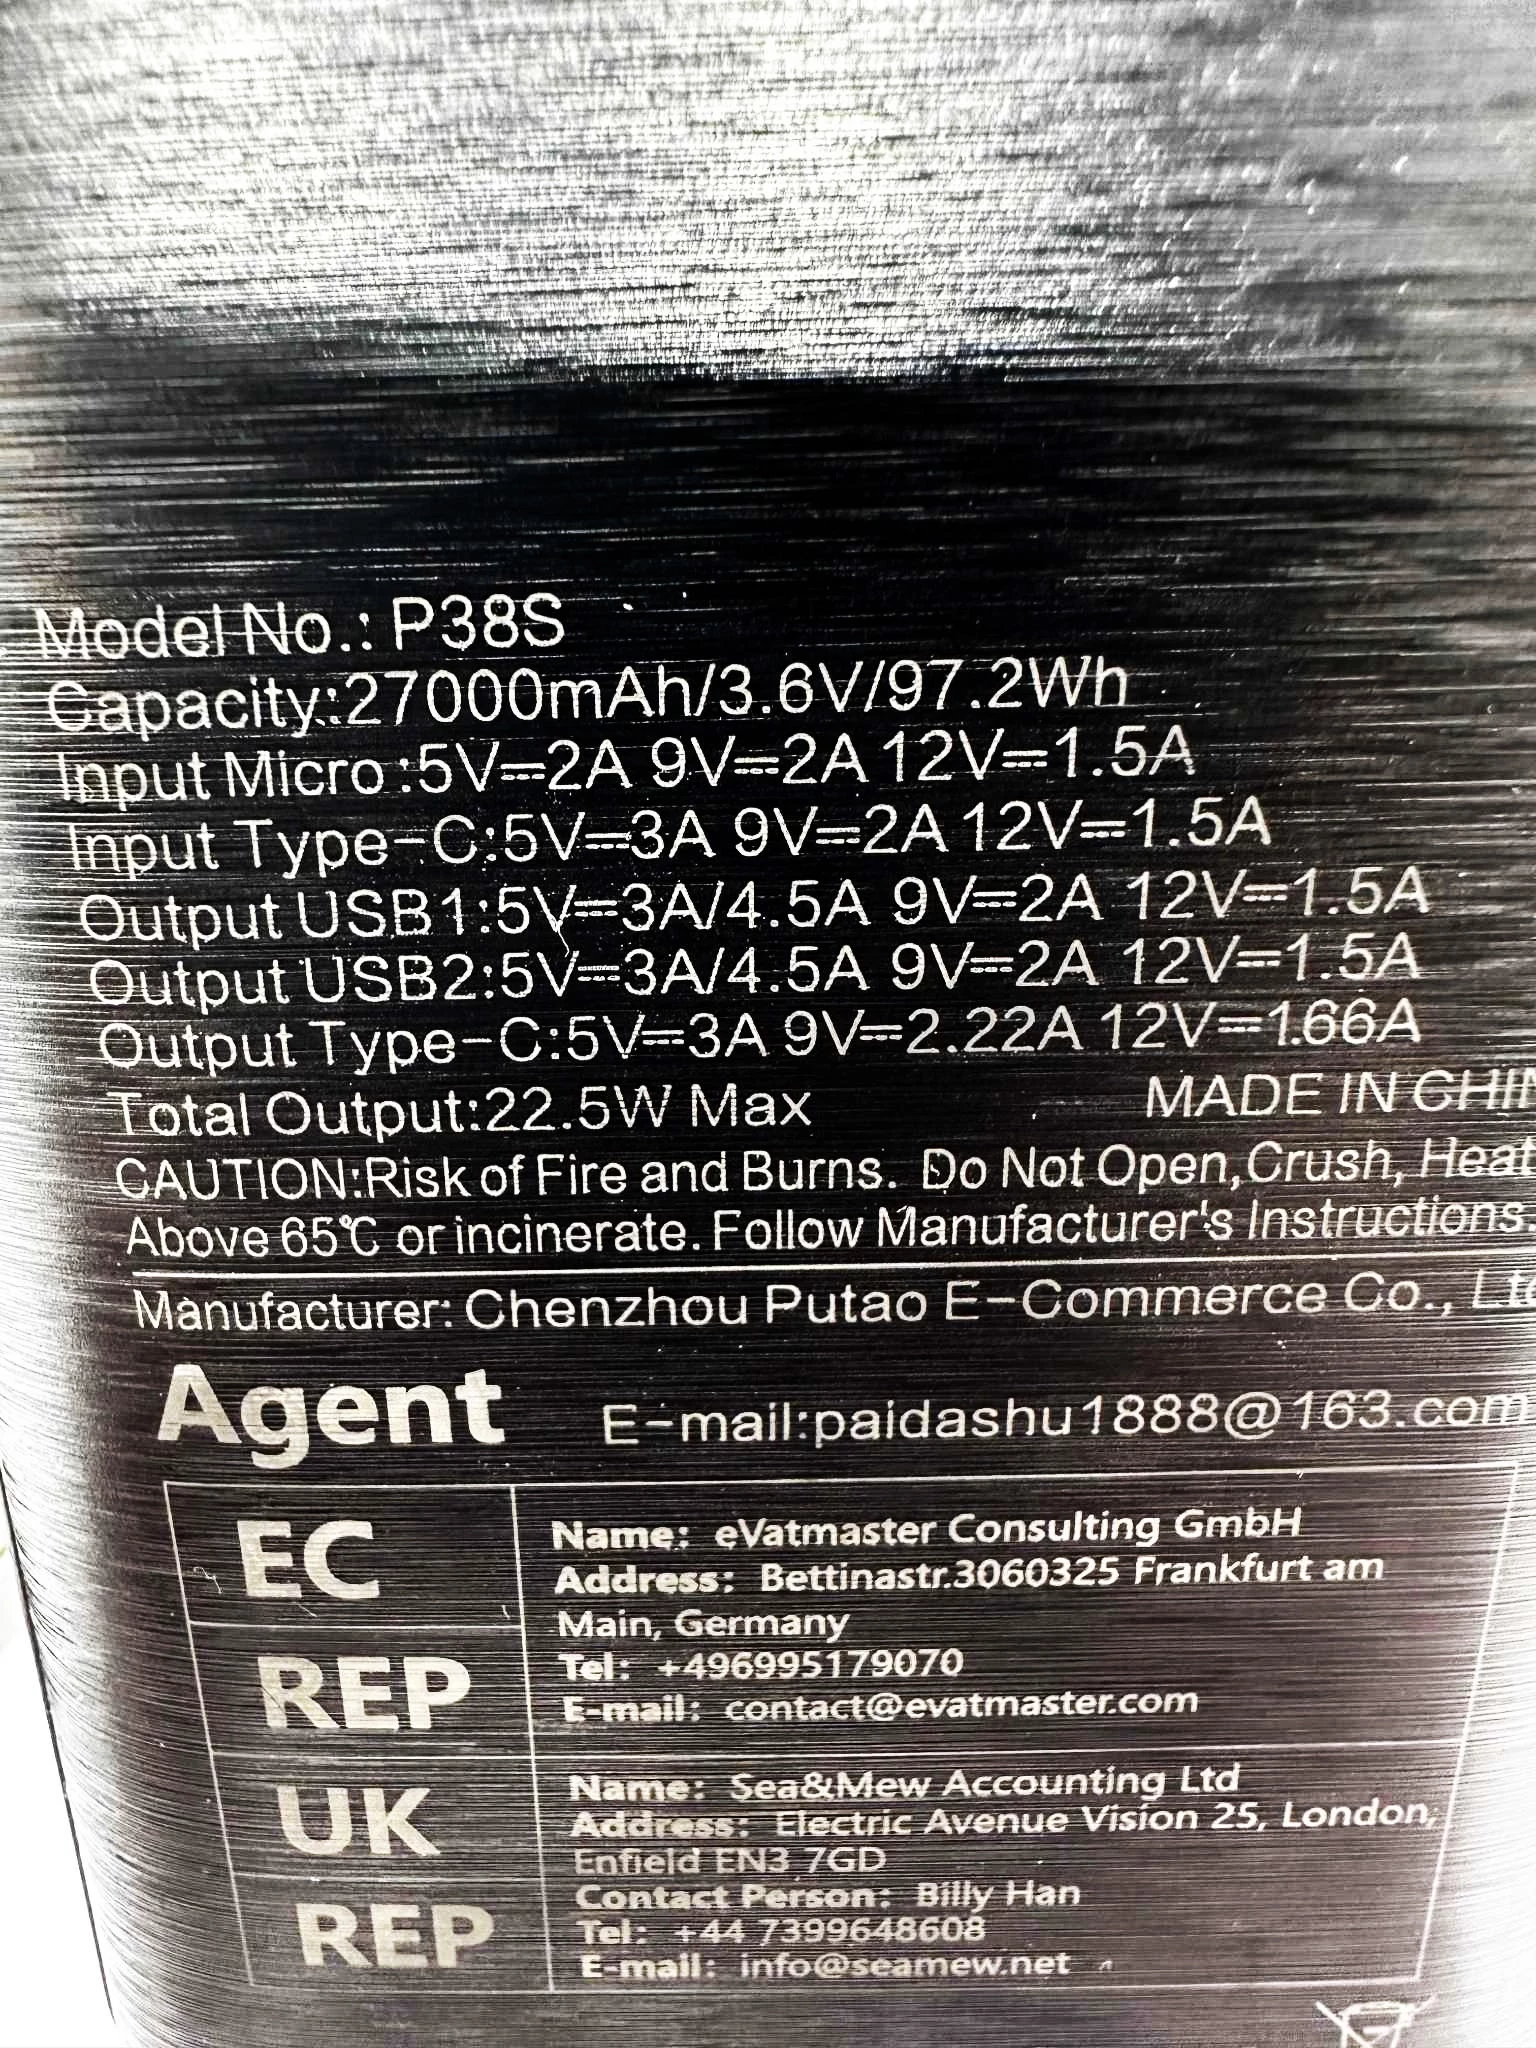 Model No.: P38S
Capacity:27000mAh/3.6V/97.2Wh
Input Micro:5V⎓2A 9V⎓2A 12V⎓1.5A
Input Type-C:5V⎓3A 9V⎓2A 12V⎓1.5A
Output USB1:5V⎓3A/4.5A 9V⎓2A 12V⎓1.5A
Output USB2:5V⎓3A/4.5A 9V⎓2A 12V⎓1.5A
Output Type-C:5V⎓3A 9V⎓2.22A 12V⎓1.66A
Total Output:22.5W Max MADE IN CHIN
CAUTION:Risk of Fire and Burns. Do Not Open,Crush, Heat
Above 65℃ or incinerate. Follow Manufacturer's Instructions.
Manufacturer: Chenzhou Putao E-Commerce Co., Ltd
Agent E-mail:paidashu1888@163.com
EC
REP
Name: eVatmaster Consulting GmbH
Address: Bettinastr.3060325 Frankfurt am
Main, Germany
Tel: +496995179070
E-mail: contact@evatmaster.com
UK
REP
Name: Sea&Mew Accounting Ltd
Address: Electric Avenue Vision 25, London,
Enfield EN3 7GD
Contact Person: Billy Han
Tel: +44 7399648608
E-mail: info@seamew.net